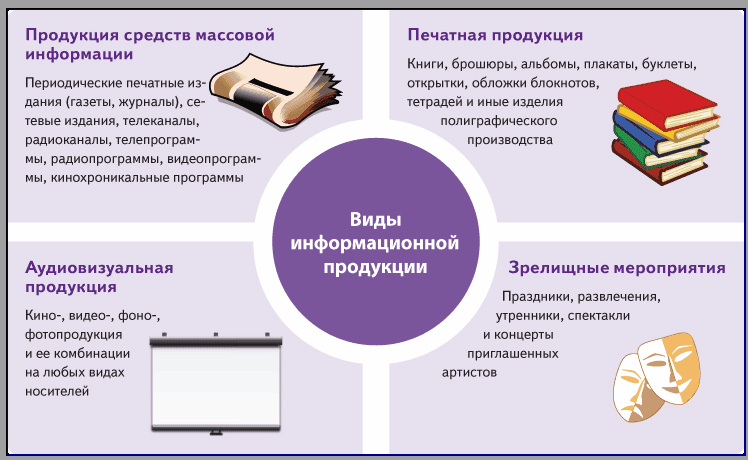 Продукция средств массовой
информации
Периодические печатные из-
дания (газеты, журналы), се-
тевые издания, телеканалы,
радиоканалы, телепрограм-
мы, радиопрограммы, видеопрограм-
мы, кинохроникальные программы
Печатная продукция
Книги, брошюры, альбомы, плакаты, буклеты,
открытки, обложки блокнотов,
тетрадей и иные изделия
полиграфического
производства
Виды
информационной
продукции
Аудиовизуальная
продукция
Кино-, видео-, фоно-,
фотопродукция
и ее комбинации
на любых видах
носителей
Зрелищные мероприятия
Праздники, развлечения,
утренники, спектакли
и концерты
приглашенных
артистов